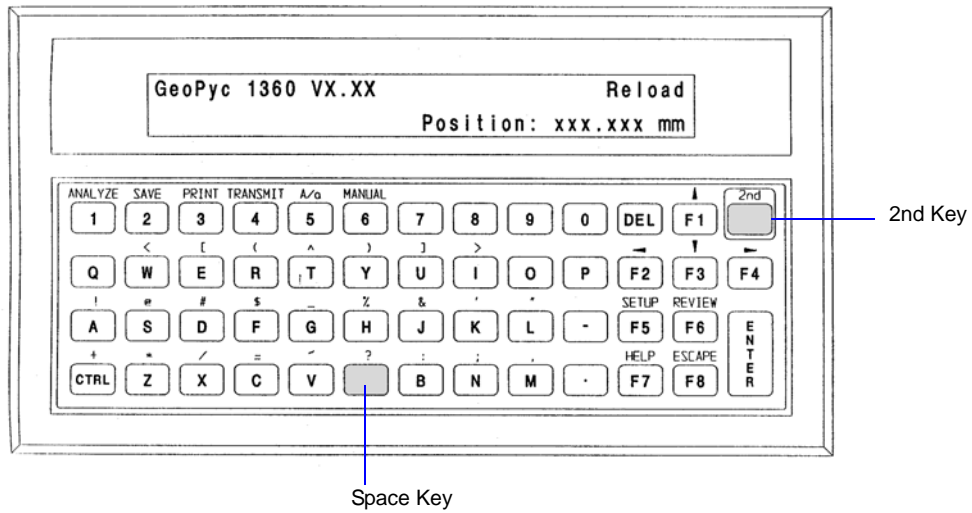 GeoPyc 1360 VX.XX Reload
Position: xxx.xxx mm
ANALYZE SAVE PRINT TRANSMIT A/a MANUAL 2nd
1 2 3 4 5 6 7 8 9 0 DEL F1
2nd Key
< [ ( ^ ) ] >
Q W E R T Y U I O P F2 F3 F4
! @ # $ _ % & ' " SETUP REVIEW
A S D F G H J K L - F5 F6 ENTER
+ * / = ~ ? : ; , HELP ESCAPE
CTRL Z X C V B N M . F7 F8
Space Key